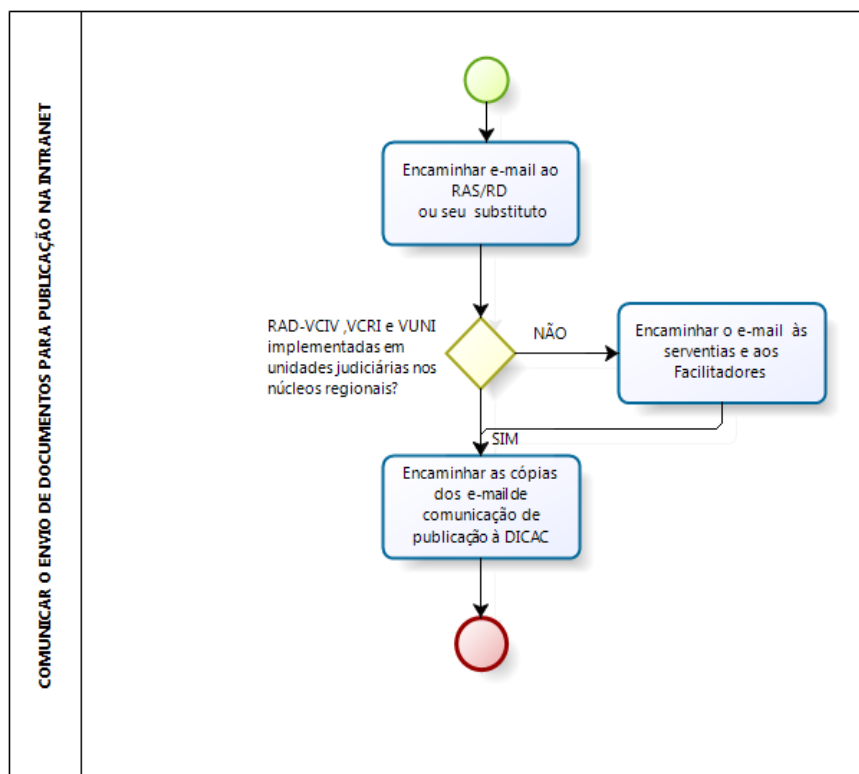 COMUNICAR O ENVIO DE DOCUMENTOS PARA PUBLICAÇÃO NA INTRANET
Encaminhar e-mail ao
RAS/RD
ou seu substituto
RAD-VCIV ,VCRI e VUNI
implementadas em
unidades judiciárias nos
núcleos regionais?
NÃO
Encaminhar o e-mail às
serventias e aos
Facilitadores
SIM
Encaminhar as cópias
dos e-mail de
comunicação de
publicação à DICAC